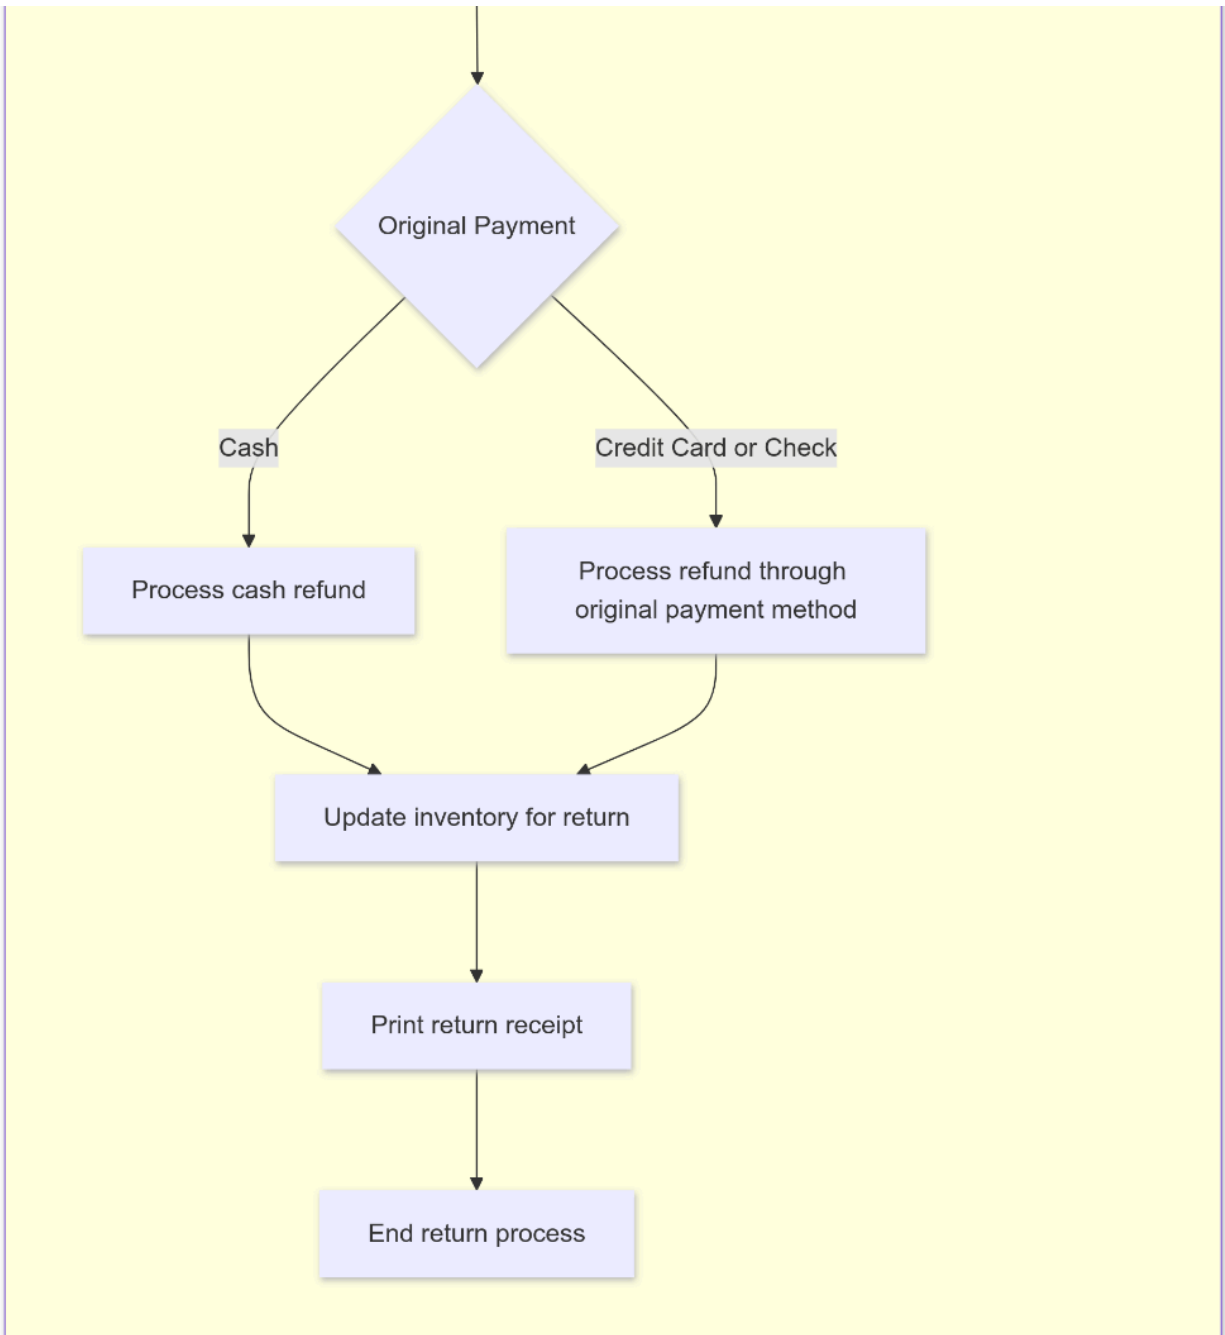 Original Payment
Cash
Credit Card or Check
Process cash refund
Process refund through
original payment method
Update inventory for return
Print return receipt
End return process